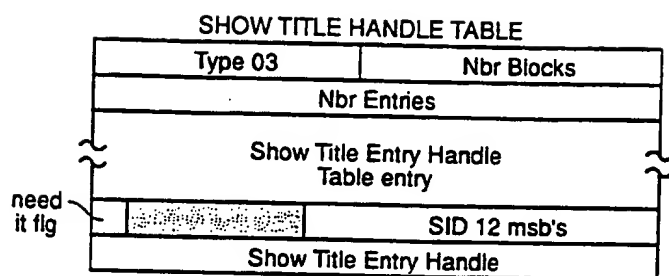 SHOW TITLE HANDLE TABLE
Type 03 Nbr Blocks
Nbr Entries
Show Title Entry Handle
Table entry
need
it flg
SID 12 msb's
Show Title Entry Handle